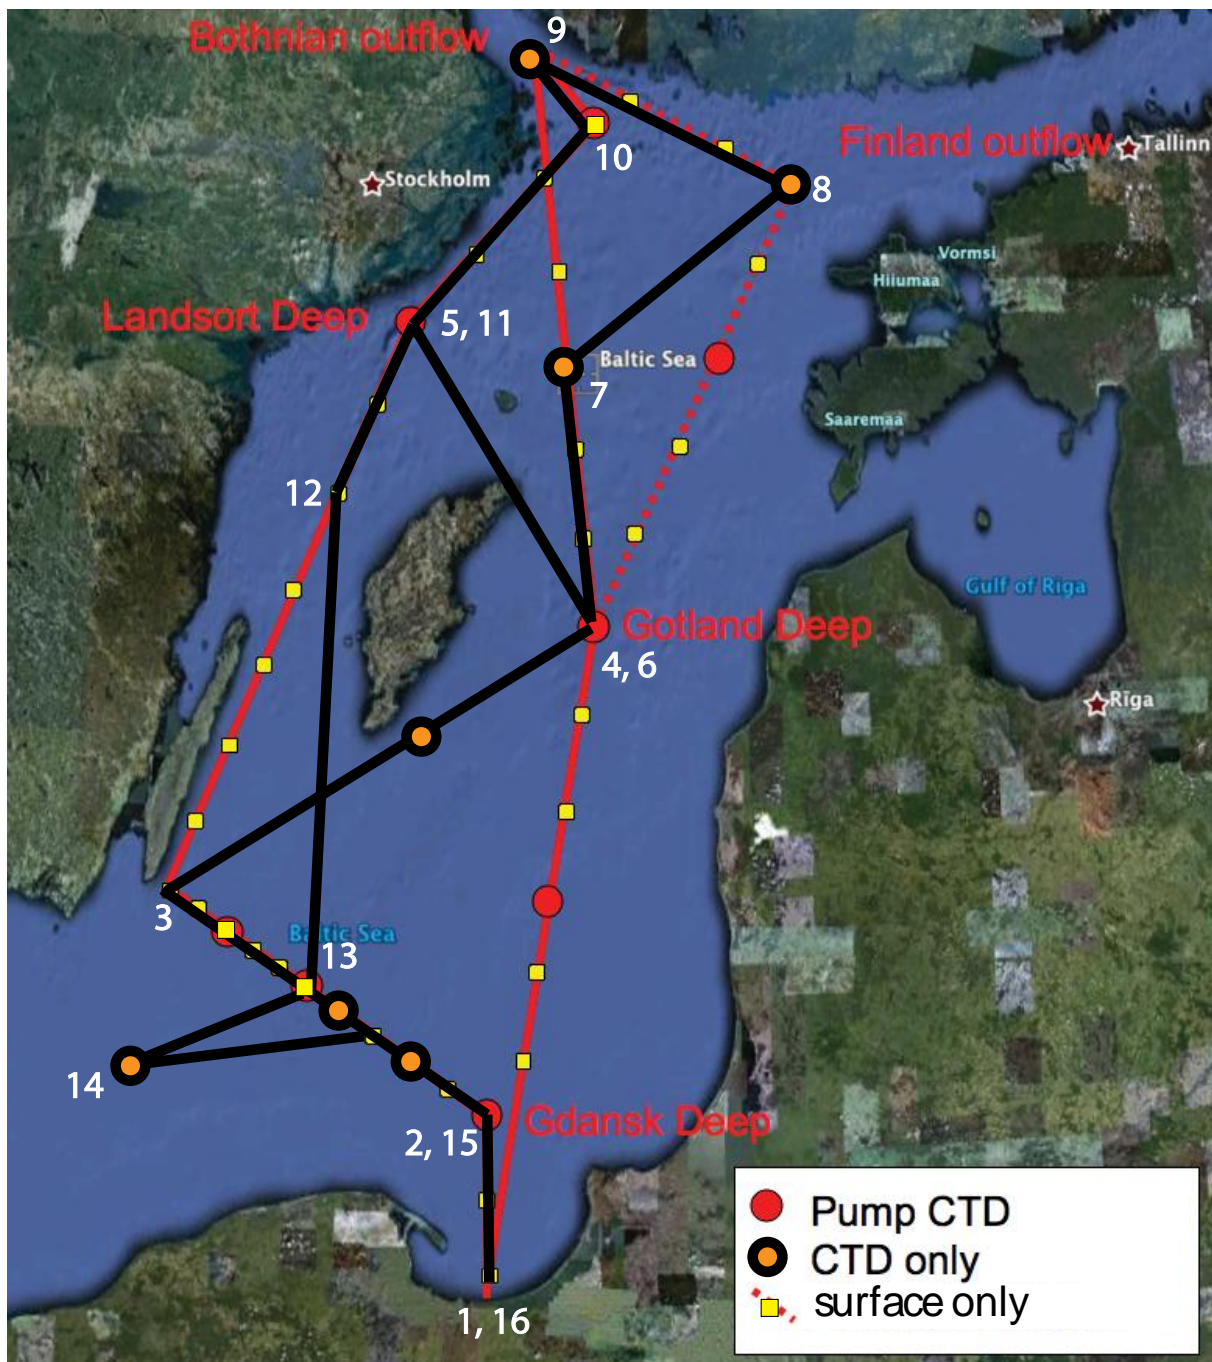 9
Bothnian outflow
10
Finland outflow
Tallinn
Stockholm
8
Vormsi
Hiiumaa
Landsort Deep
5, 11
Baltic Sea
7
Saaremaa
12
Gulf of Riga
Gotland Deep
4, 6
Rīga
3
Baltic Sea
13
14
Gdansk Deep
2, 15
1, 16
Pump CTD
CTD only
surface only